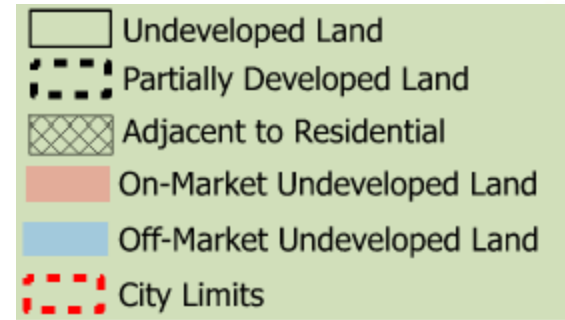 Undeveloped Land
Partially Developed Land
Adjacent to Residential
On-Market Undeveloped Land
Off-Market Undeveloped Land
City Limits